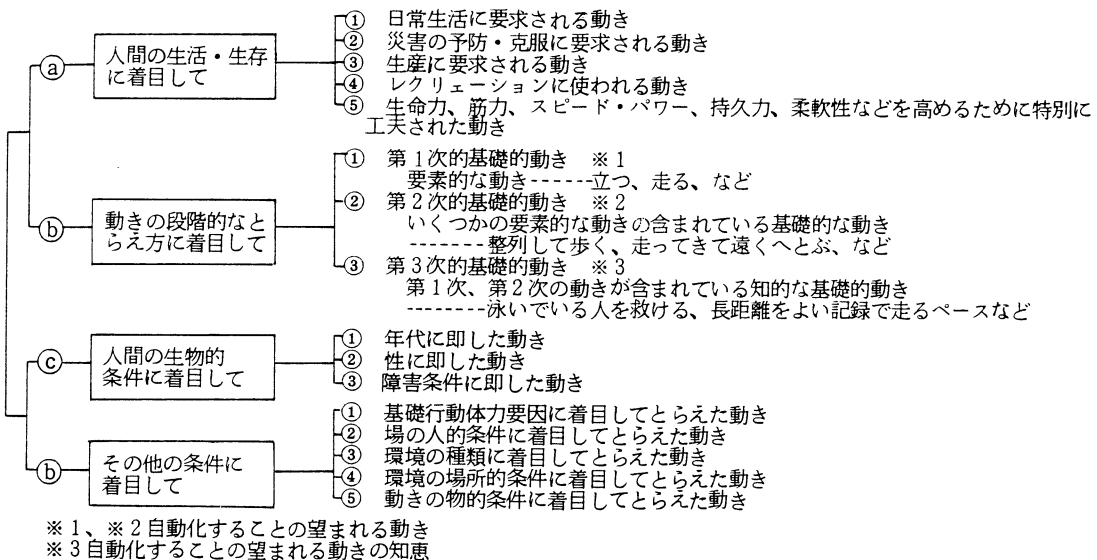 ⓐ 人間の生活・生存
に着目して
① 日常生活に要求される動き
② 災害の予防・克服に要求される動き
③ 生産に要求される動き
④ レクリェーションに使われる動き
⑤ 生命力、筋力、スピード・パワー、持久力、柔軟性などを高めるために特別に
工夫された動き
ⓑ 動きの段階的なと
らえ方に着目して
① 第1次的基礎的動き ※1
要素的な動き------立つ、走る、など
② 第2次的基礎的動き ※2
いくつかの要素的な動きの含まれている基礎的な動き
-------整列して歩く、走ってきて遠くへとぶ、など
③ 第3次的基礎的動き ※3
第1次、第2次の動きが含まれている知的な基礎的動き
--------泳いでいる人を救ける、長距離をよい記録で走るペースなど
ⓒ 人間の生物的
条件に着目して
① 年代に即した動き
② 性に即した動き
③ 障害条件に即した動き
ⓑ その他の条件に
着目して
① 基礎行動体力要因に着目してとらえた動き
② 場の人的条件に着目してとらえた動き
③ 環境の種類に着目してとらえた動き
④ 環境の場所的条件に着目してとらえた動き
⑤ 動きの物的条件に着目してとらえた動き
※1、※2自動化することの望まれる動き
※3自動化することの望まれる動きの知恵